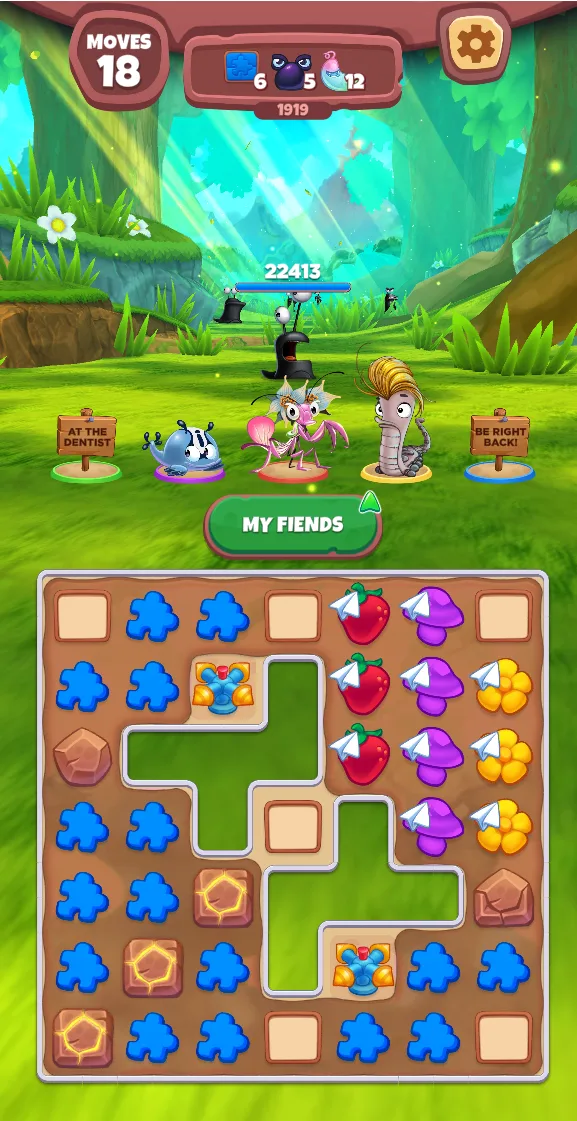 MOVES
18
6
5
12
1919
22413
AT THE
DENTIST
BE RIGHT
BACK!
MY FIENDS